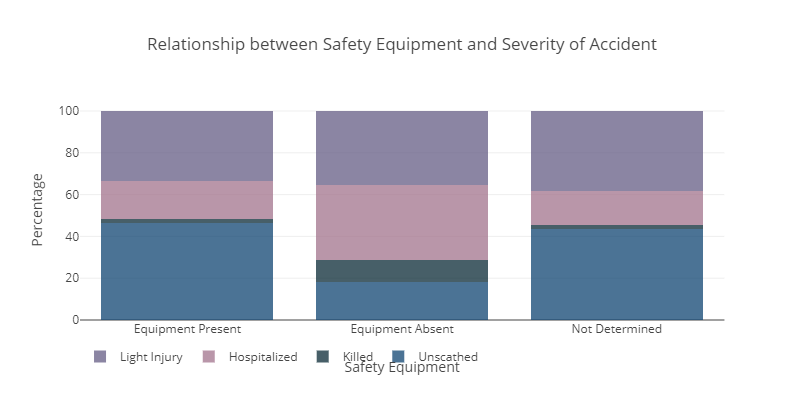 Relationship between Safety Equipment and Severity of Accident
Percentage
100
80
60
40
20
0
Equipment Present Equipment Absent Not Determined
Light Injury Hospitalized Killed Unscathed
Safety Equipment